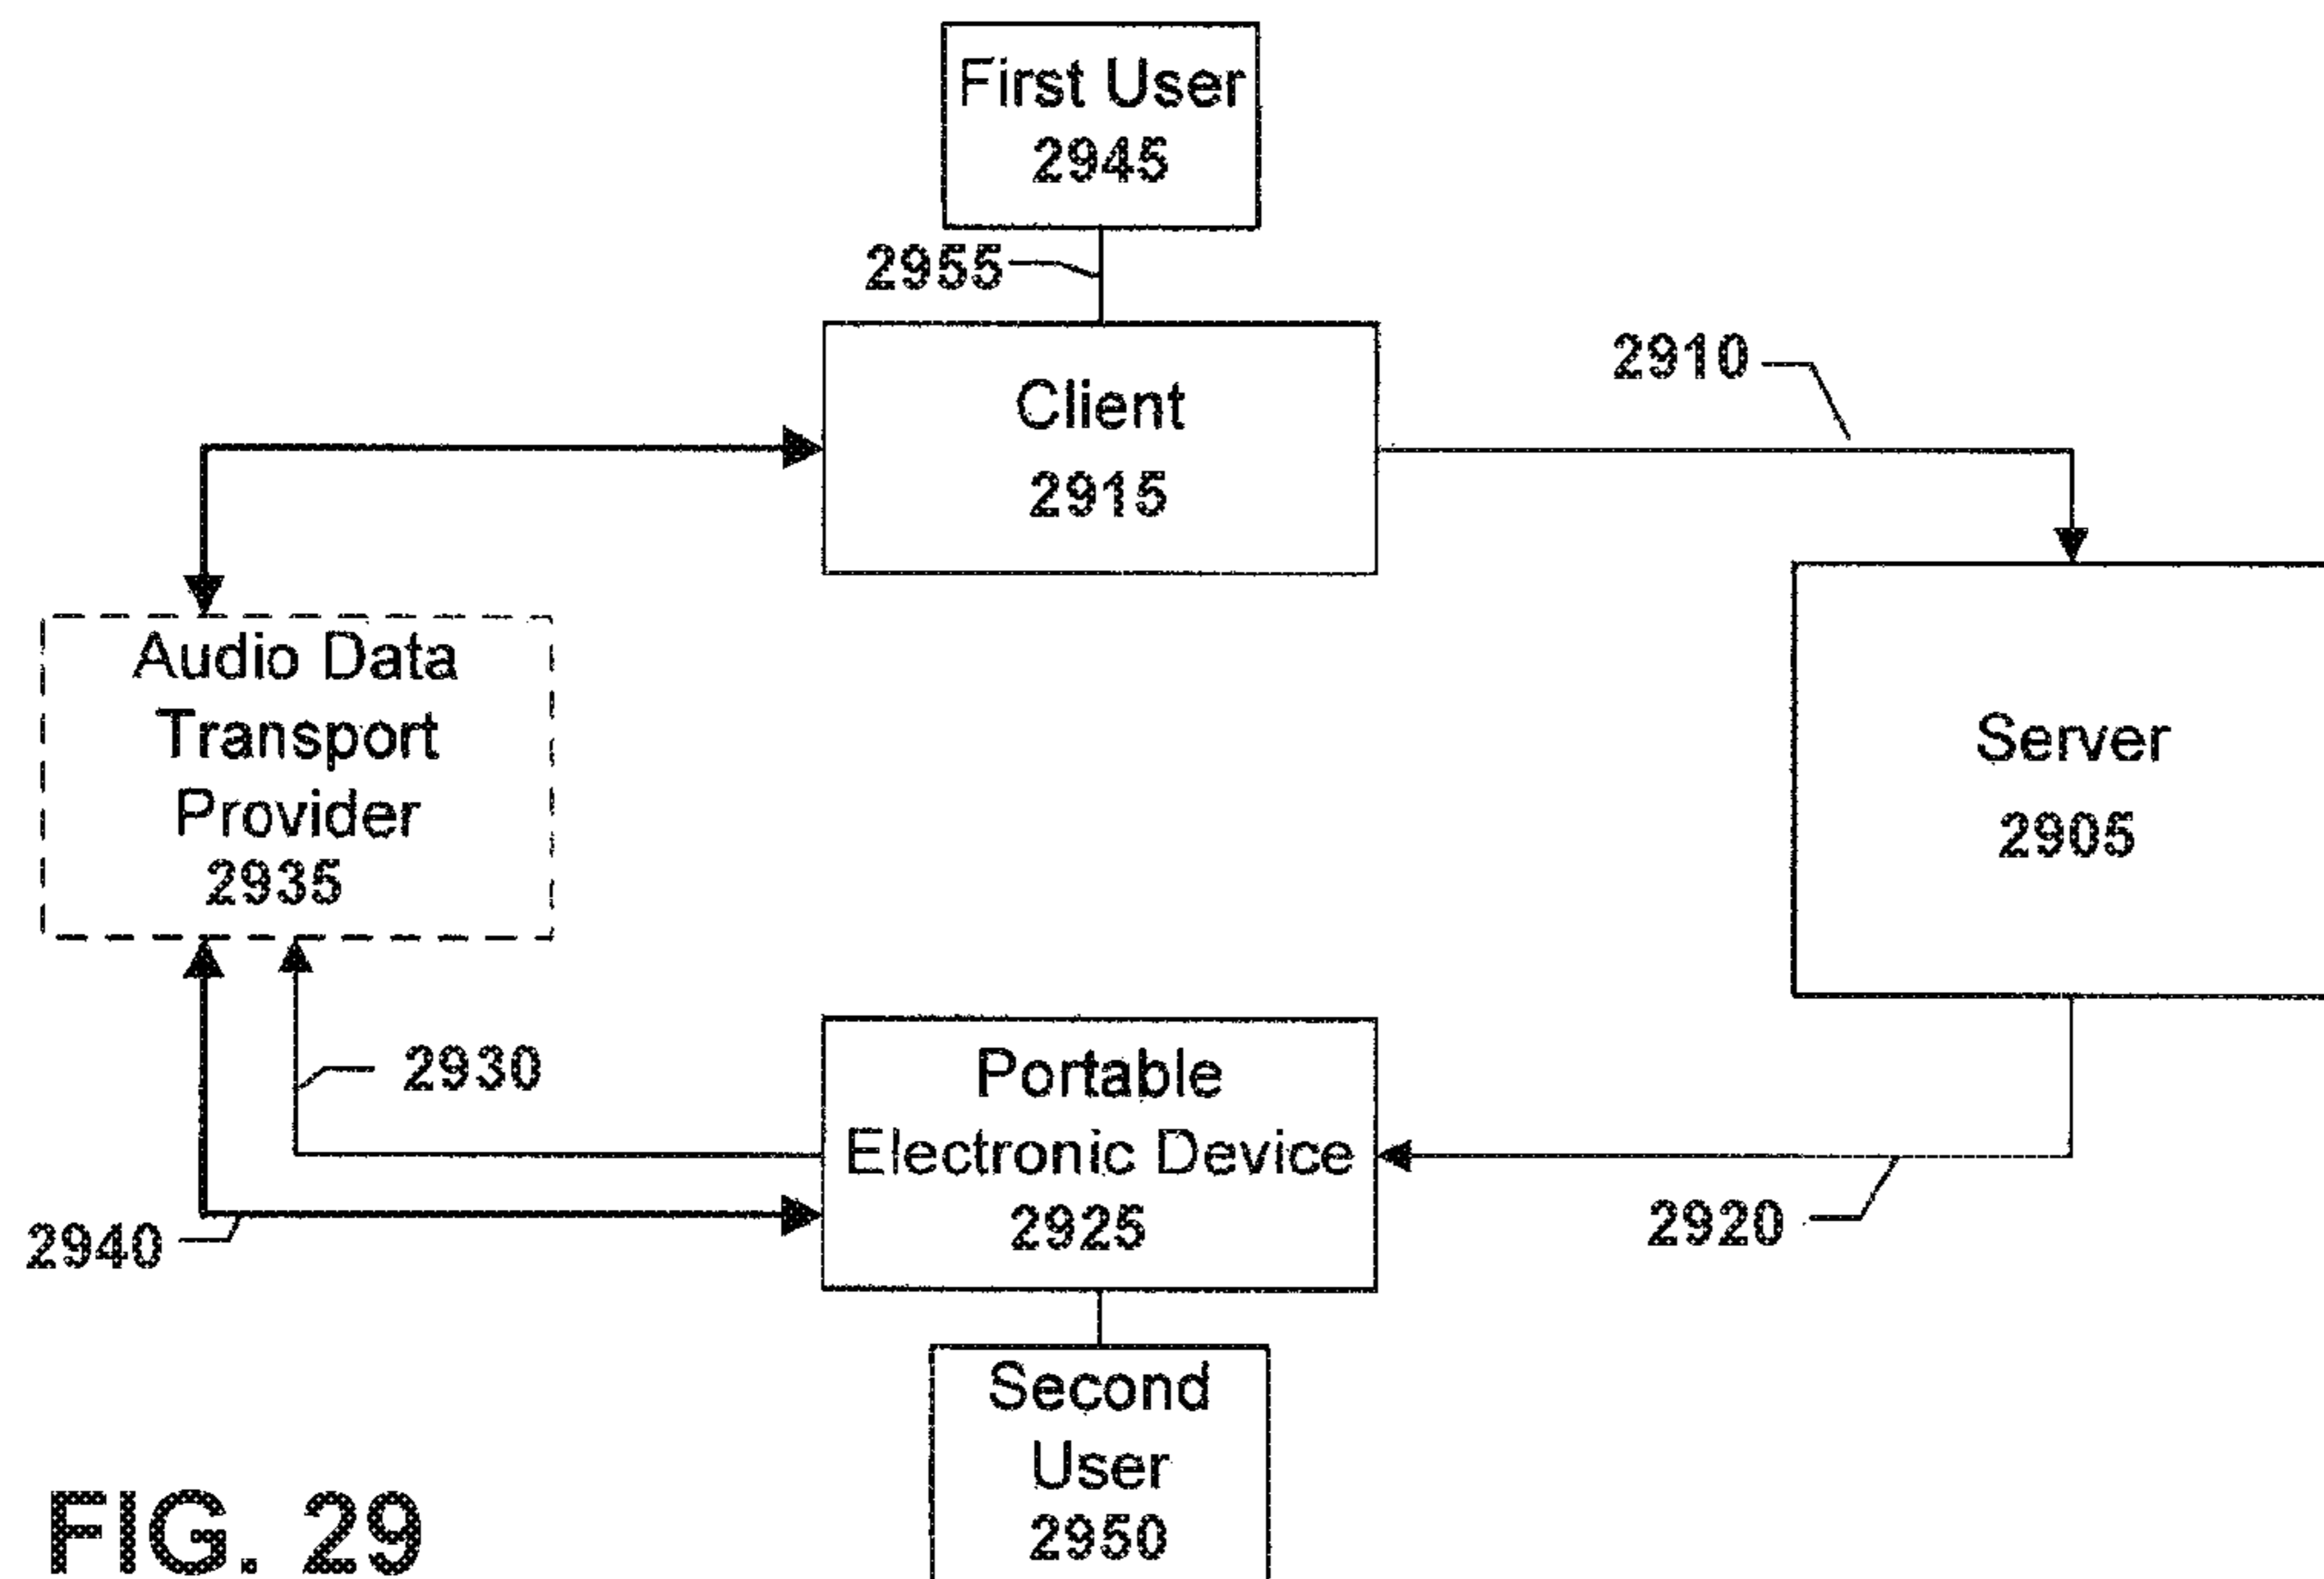 First User
2945
2955
Client
2915
2910
Audio Data
Transport
Provider
2935
Server
2905
2930
Portable
Electronic Device
2925
2940
2920
Second
User
2950
FIG. 29